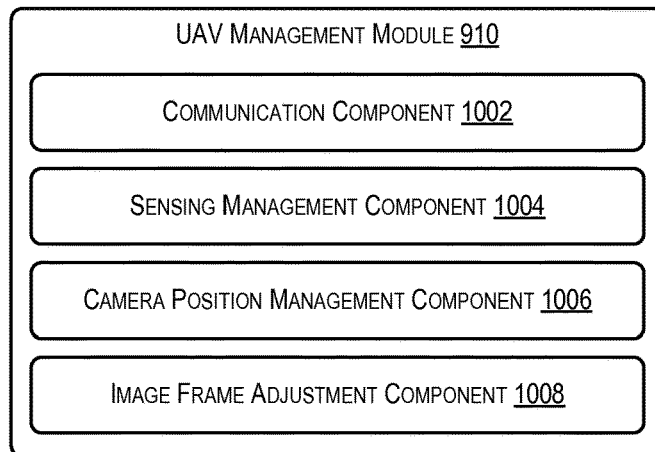 UAV MANAGEMENT MODULE 910
COMMUNICATION COMPONENT 1002
SENSING MANAGEMENT COMPONENT 1004
CAMERA POSITION MANAGEMENT COMPONENT 1006
IMAGE FRAME ADJUSTMENT COMPONENT 1008